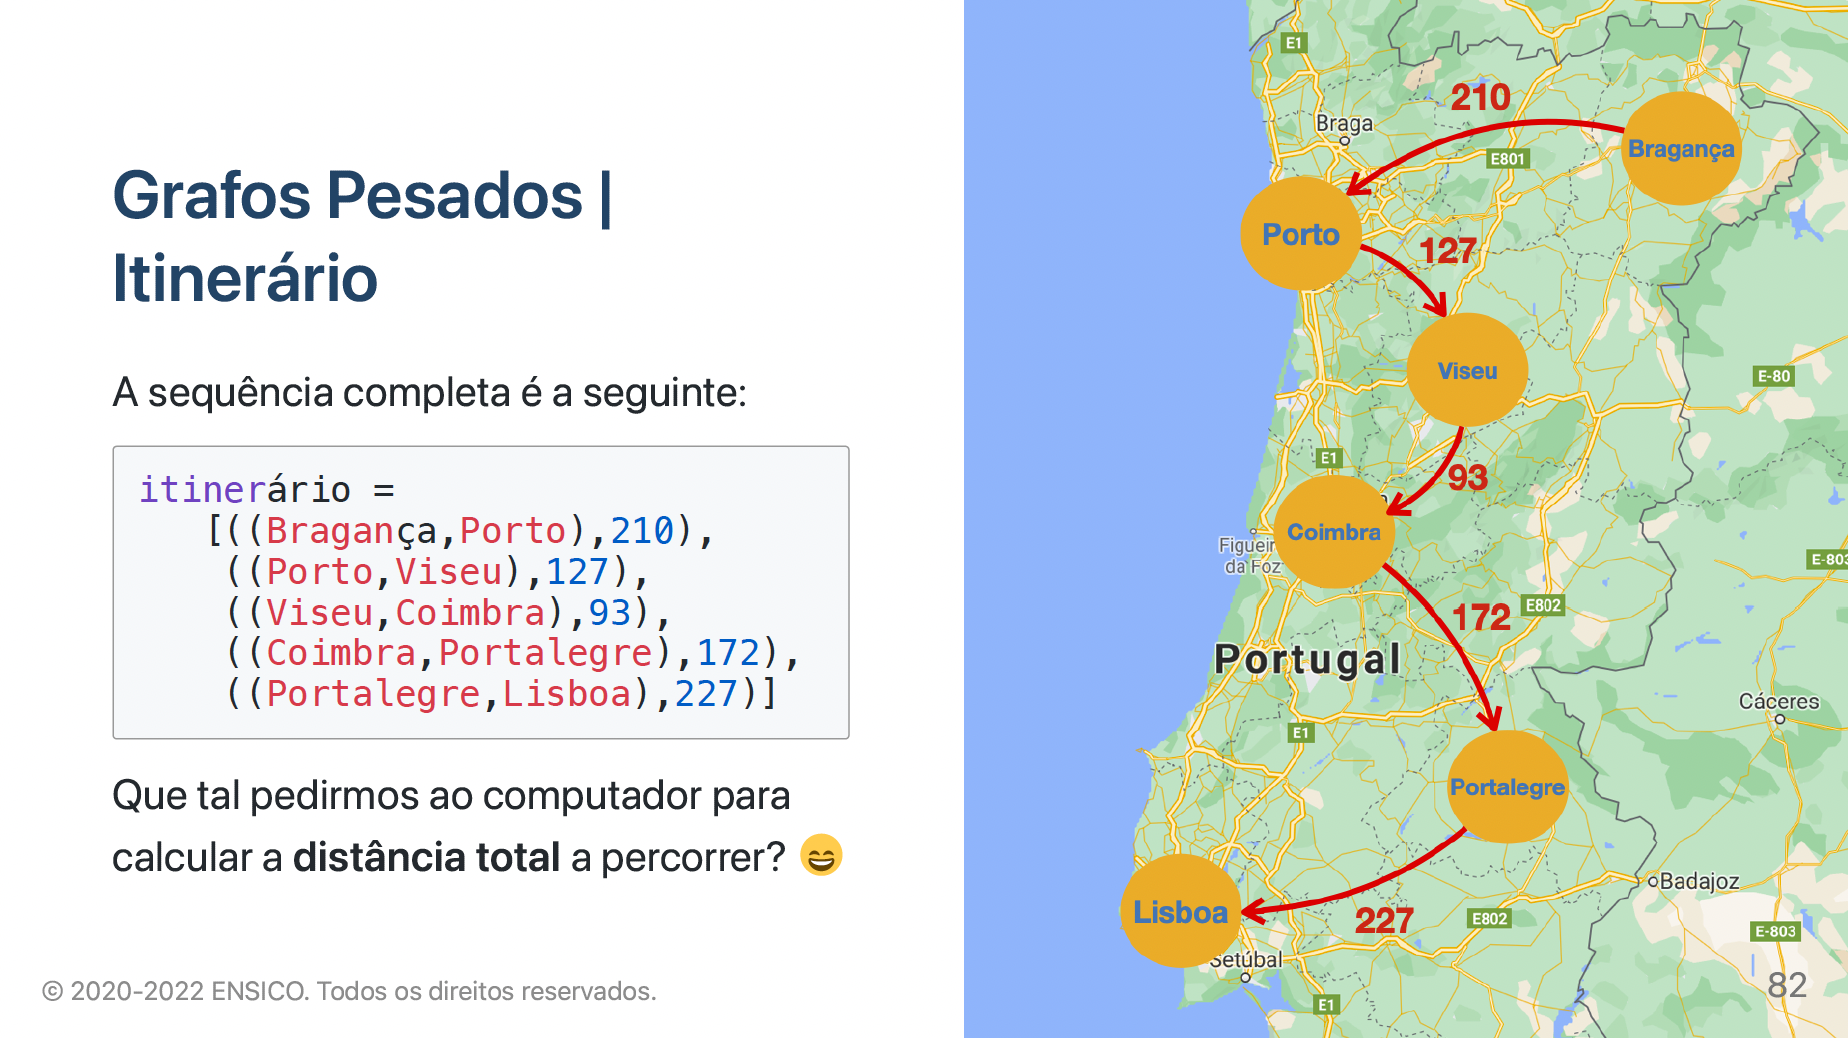 Grafos Pesados |
Itinerário
A sequência completa é a seguinte:
itinerário =
[((Bragança,Porto),210),
((Porto,Viseu),127),
((Viseu,Coimbra),93),
((Coimbra,Portalegre),172),
((Portalegre,Lisboa),227)]
Que tal pedirmos ao computador para
calcular a distância total a percorrer? 😄
© 2020-2022 ENSICO. Todos os direitos reservados.
E1
210
Braga
Bragança
E801
Porto
127
Viseu
E-80
E1
93
Coimbra
Figueir
da Foz
E-803
E802
172
Portugal
Cáceres
E1
Portalegre
Badajoz
Lisboa
227
E802
E-803
Setúbal
82
E1